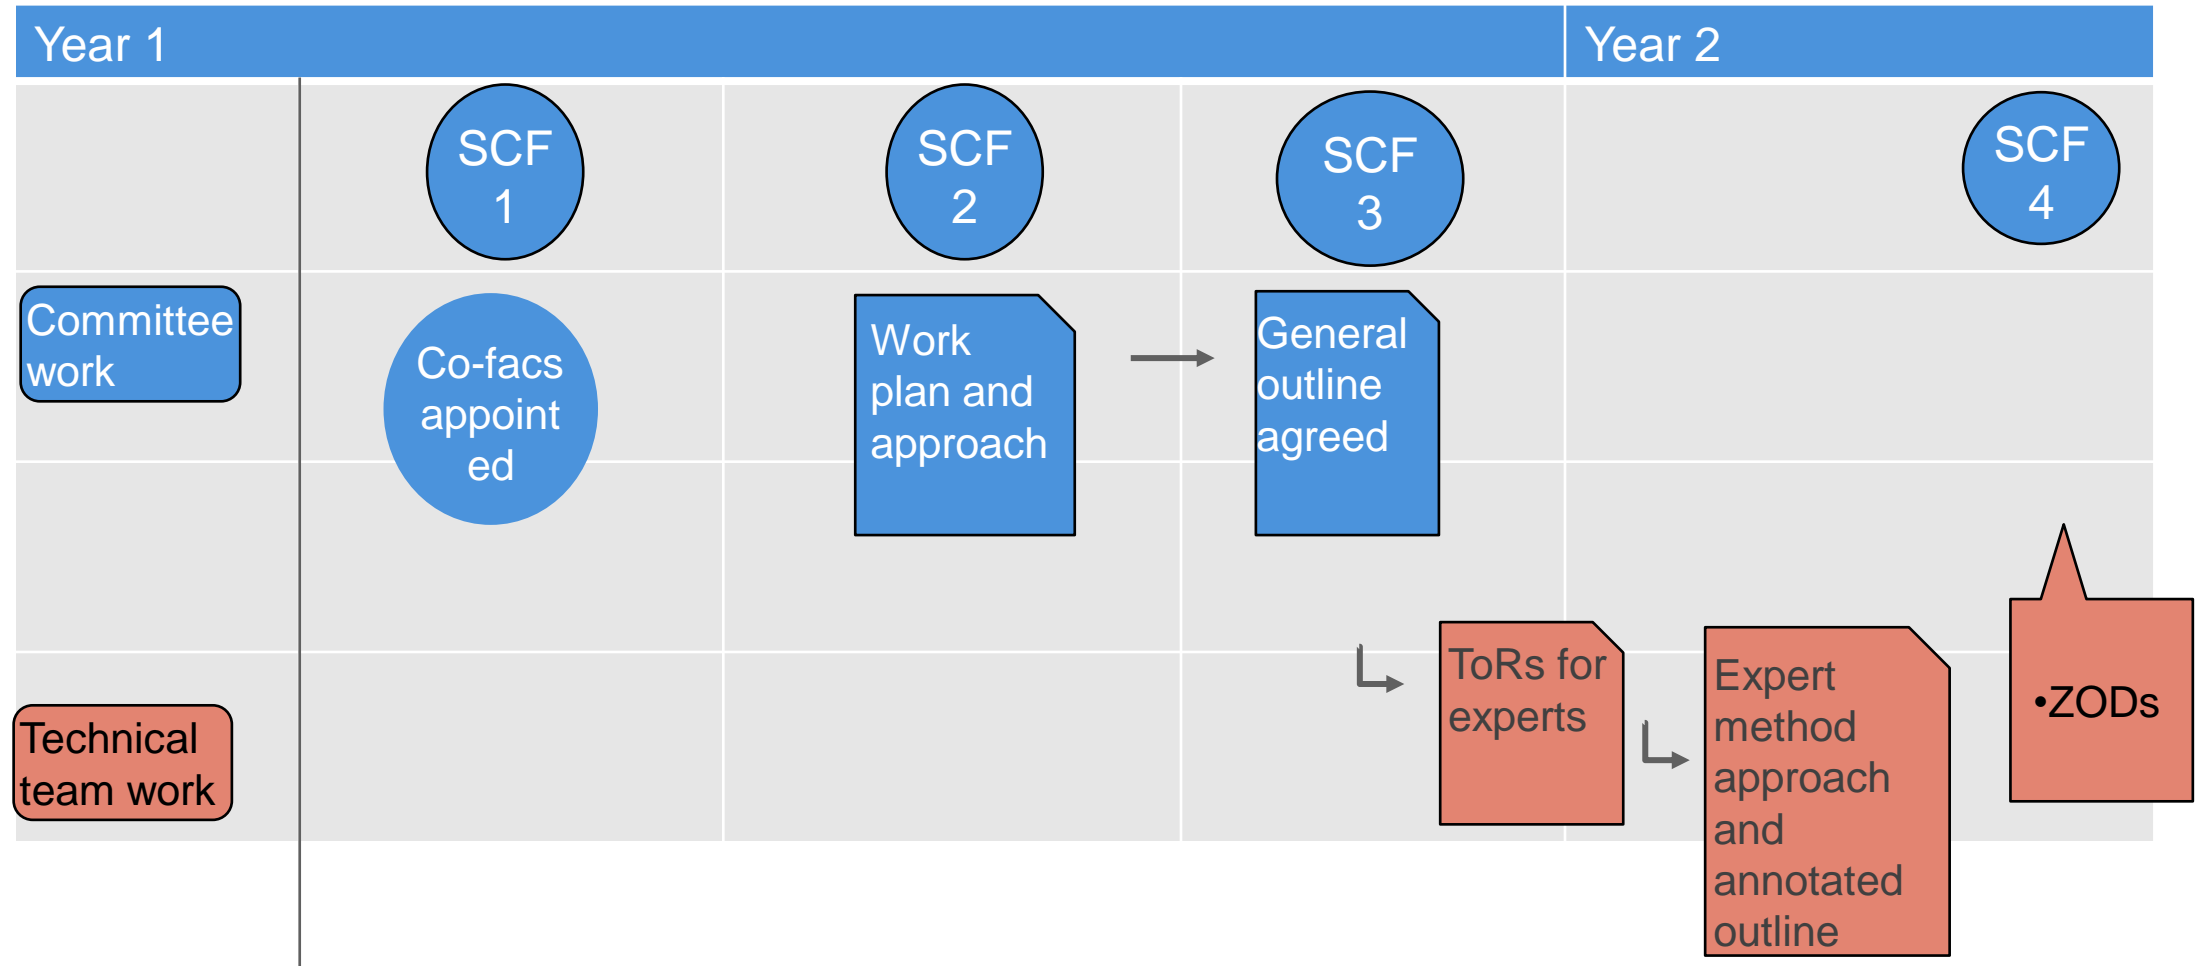 Year 1
Year 2
SCF
1
SCF
2
SCF
3
SCF
4
Committee
work
Co-facs
appoint
ed
Work
plan and
approach
General
outline
agreed
Technical
team work
ToRs for
experts
Expert
method
approach
and
annotated
outline
•ZODs